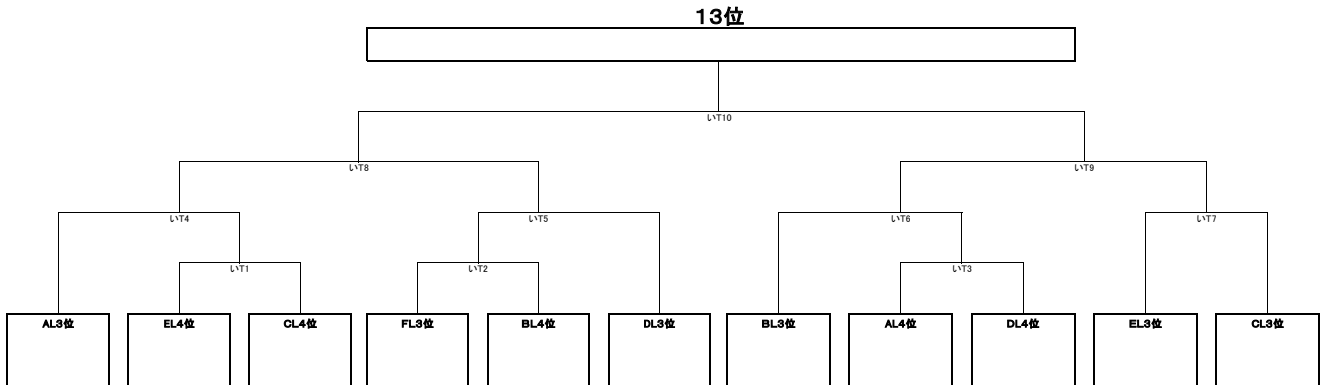 13位
いT10
いT8
いT9
いT4
いT5
いT6
いT7
いT1
いT2
いT3
AL3位
EL4位
CL4位
FL3位
BL4位
DL3位
BL3位
AL4位
DL4位
EL3位
CL3位